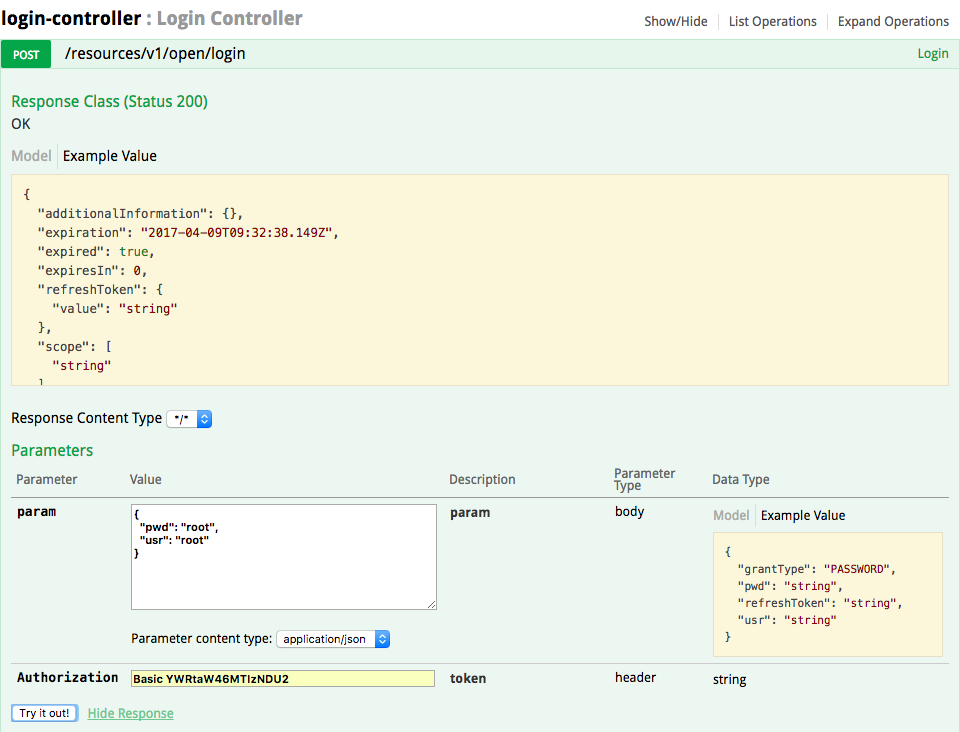 login-controller : Login Controller
Show/Hide List Operations Expand Operations
POST /resources/v1/open/login Login
Response Class (Status 200)
OK
Model Example Value
{
"additionalInformation": {},
"expiration": "2017-04-09T09:32:38.149Z",
"expired": true,
"expiresIn": 0,
"refreshToken": {
"value": "string"
},
"scope": [
"string"
]
Response Content Type */*
Parameters
Parameter Value Description Parameter Type Data Type
param
{
"pwd": "root",
"usr": "root"
}
param body
Model Example Value
{
"grantType": "PASSWORD",
"pwd": "string",
"refreshToken": "string",
"usr": "string"
}
Parameter content type: application/json
Authorization Basic YWRtaW46MTIzNDU2 token header string
Try it out! Hide Response